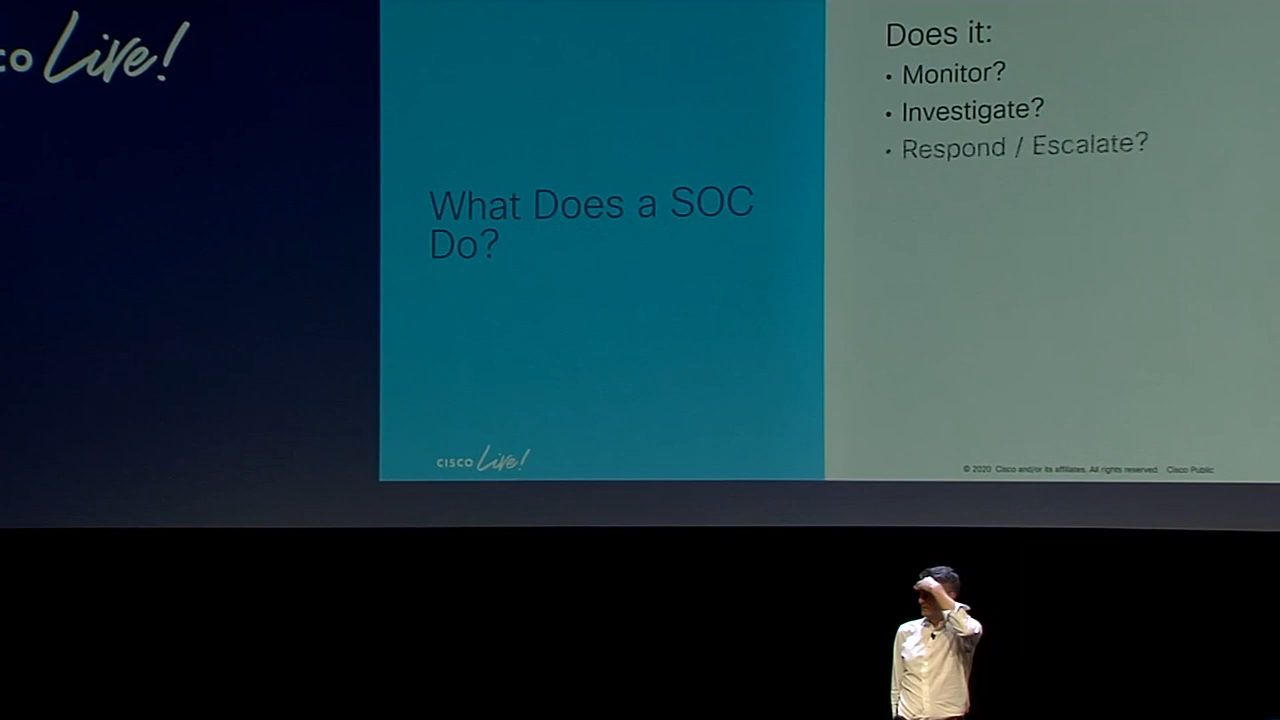 co Live!
What Does a SOC
Do?
cisco Live!
Does it:
• Monitor?
• Investigate?
• Respond / Escalate?
© 2020 Cisco and/or its affiliates. All rights reserved. Cisco Public